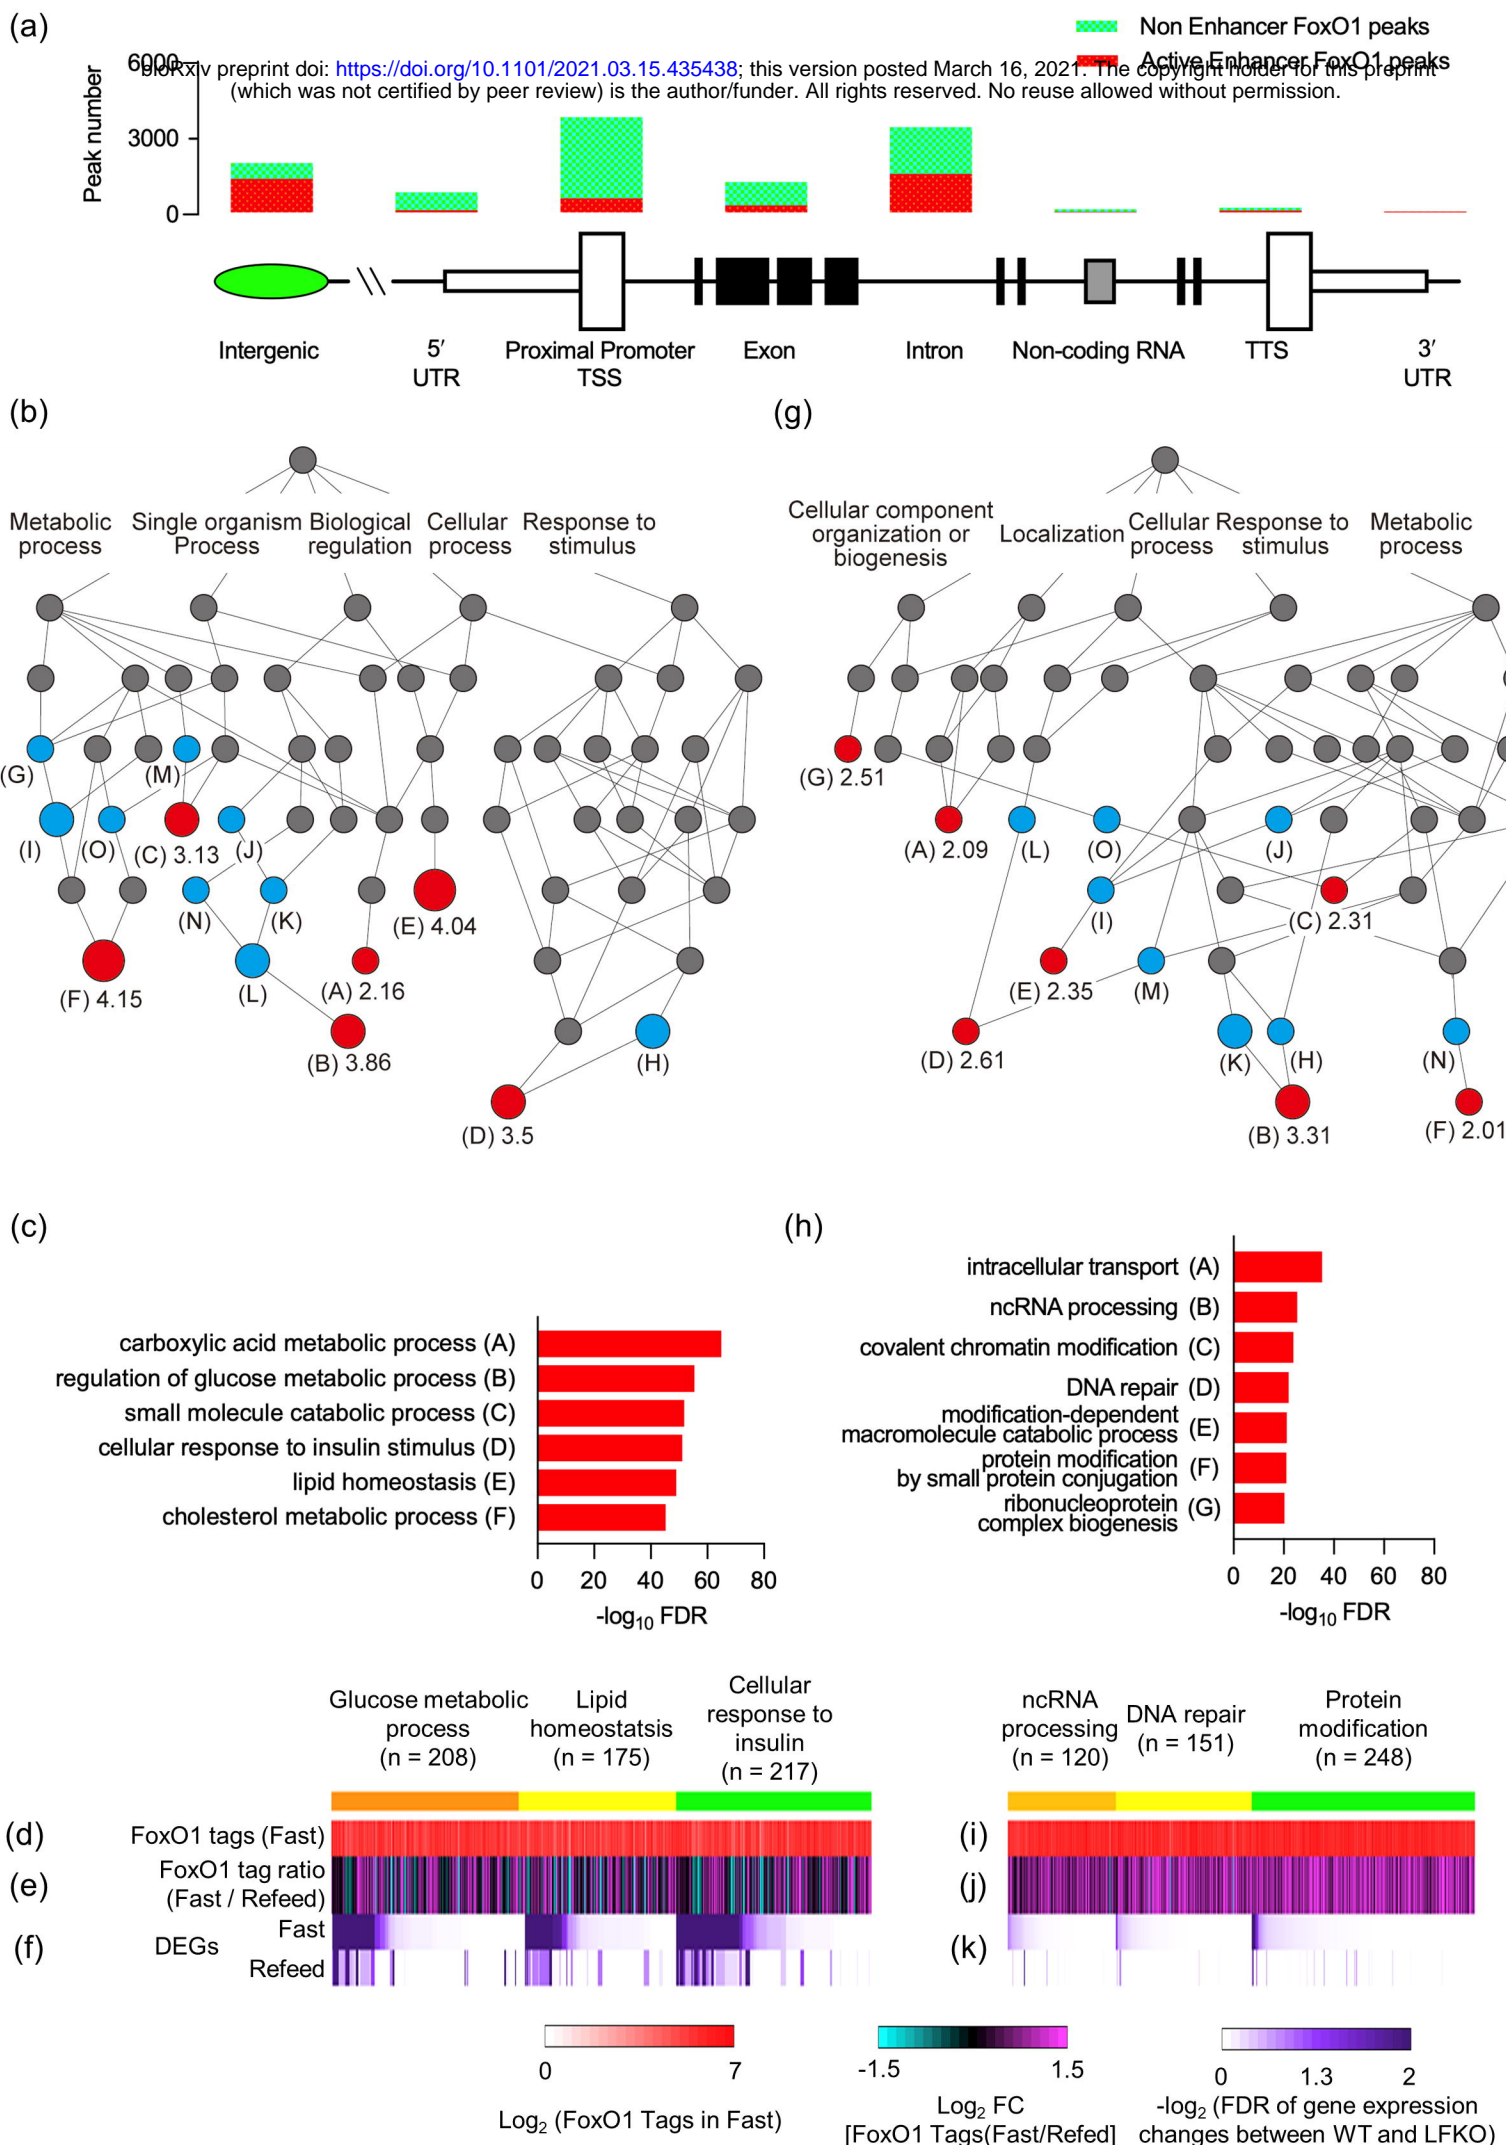 (a)
Non Enhancer FoxO1 peaks
Active Enhancer FoxO1 peaks
bioRxiv preprint doi: https://doi.org/10.1101/2021.03.15.435438; this version posted March 16, 2021. The copyright holder for this preprint
(which was not certified by peer review) is the author/funder. All rights reserved. No reuse allowed without permission.
Peak number
6000
3000
0
Intergenic
5′
UTR
Proximal Promoter
TSS
Exon
Intron
Non-coding RNA
TTS
3′
UTR
(b)
Metabolic
process
Single organism
Process
Biological
regulation
Cellular
process
Response to
stimulus
(G)
(M)
(I)
(O)
(C) 3.13
(J)
(N)
(K)
(E) 4.04
(F) 4.15
(L)
(A) 2.16
(B) 3.86
(H)
(D) 3.5
(g)
Cellular component
organization or
biogenesis
Localization
Cellular
process
Response to
stimulus
Metabolic
process
(G) 2.51
(A) 2.09
(L)
(O)
(J)
(I)
(C) 2.31
(E) 2.35
(M)
(D) 2.61
(K)
(H)
(N)
(B) 3.31
(F) 2.01
(c)
carboxylic acid metabolic process (A)
regulation of glucose metabolic process (B)
small molecule catabolic process (C)
cellular response to insulin stimulus (D)
lipid homeostasis (E)
cholesterol metabolic process (F)
0 20 40 60 80
-log10 FDR
(h)
intracellular transport (A)
ncRNA processing (B)
covalent chromatin modification (C)
DNA repair (D)
modification-dependent
macromolecule catabolic process (E)
protein modification
by small protein conjugation (F)
ribonucleoprotein
complex biogenesis (G)
0 20 40 60 80
-log10 FDR
Glucose metabolic
process
(n = 208)
Lipid
homeostatsis
(n = 175)
Cellular
response to
insulin
(n = 217)
ncRNA
processing
(n = 120)
DNA repair
(n = 151)
Protein
modification
(n = 248)
(d) FoxO1 tags (Fast)
(i)
(e) FoxO1 tag ratio
(Fast / Refeed)
(j)
(f) DEGs
Fast
Refeed
(k)
0 7
Log2 (FoxO1 Tags in Fast)
-1.5 1.5
Log2 FC
[FoxO1 Tags(Fast/Refed]
0 1.3 2
-log2 (FDR of gene expression
changes between WT and LFKO)